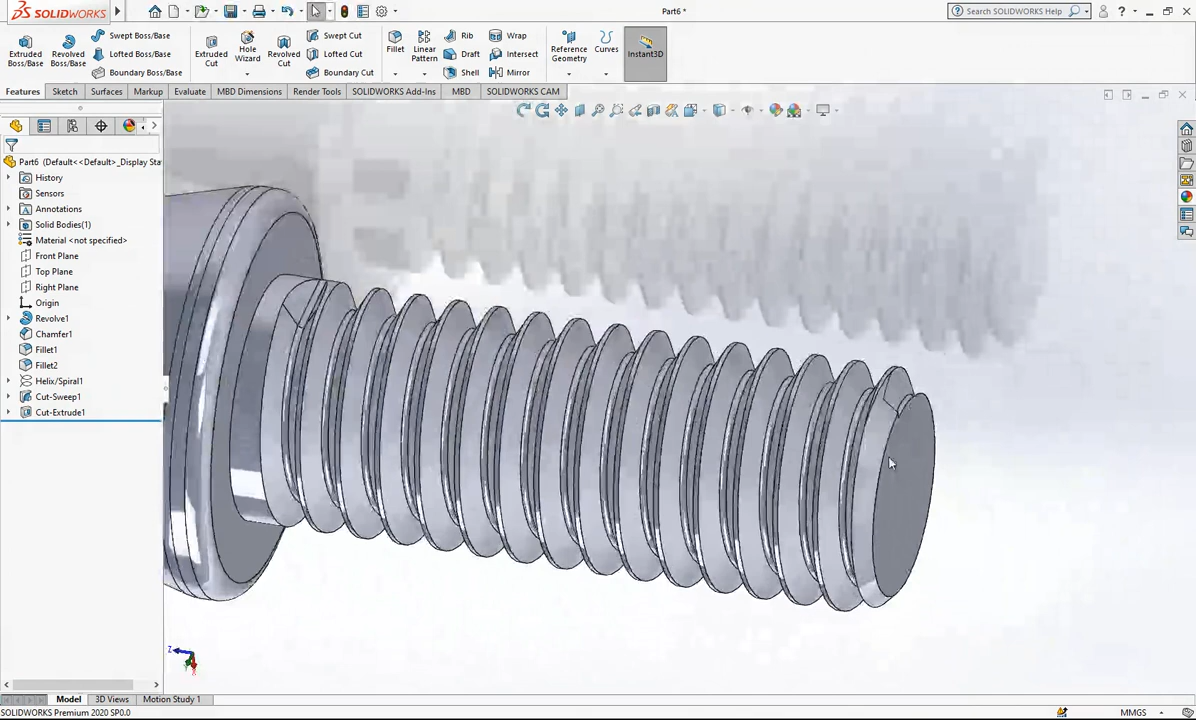 SOLIDWORKS
Part6 *
Search SOLIDWORKS Help
Extruded Boss/Base
Revolved Boss/Base
Swept Boss/Base
Lofted Boss/Base
Boundary Boss/Base
Extruded Cut
Hole Wizard
Revolved Cut
Swept Cut
Lofted Cut
Boundary Cut
Fillet
Linear Pattern
Rib
Draft
Shell
Wrap
Intersect
Mirror
Reference Geometry
Curves
Instant3D
Features
Sketch
Surfaces
Markup
Evaluate
MBD Dimensions
Render Tools
SOLIDWORKS Add-Ins
MBD
SOLIDWORKS CAM
Part6 (Default<<Default>_Display Sta
History
Sensors
Annotations
Solid Bodies(1)
Material <not specified>
Front Plane
Top Plane
Right Plane
Origin
Revolve1
Chamfer1
Fillet1
Fillet2
Helix/Spiral1
Cut-Sweep1
Cut-Extrude1
Z
X
Model
3D Views
Motion Study 1
SOLIDWORKS Premium 2020 SP0.0
MMGS